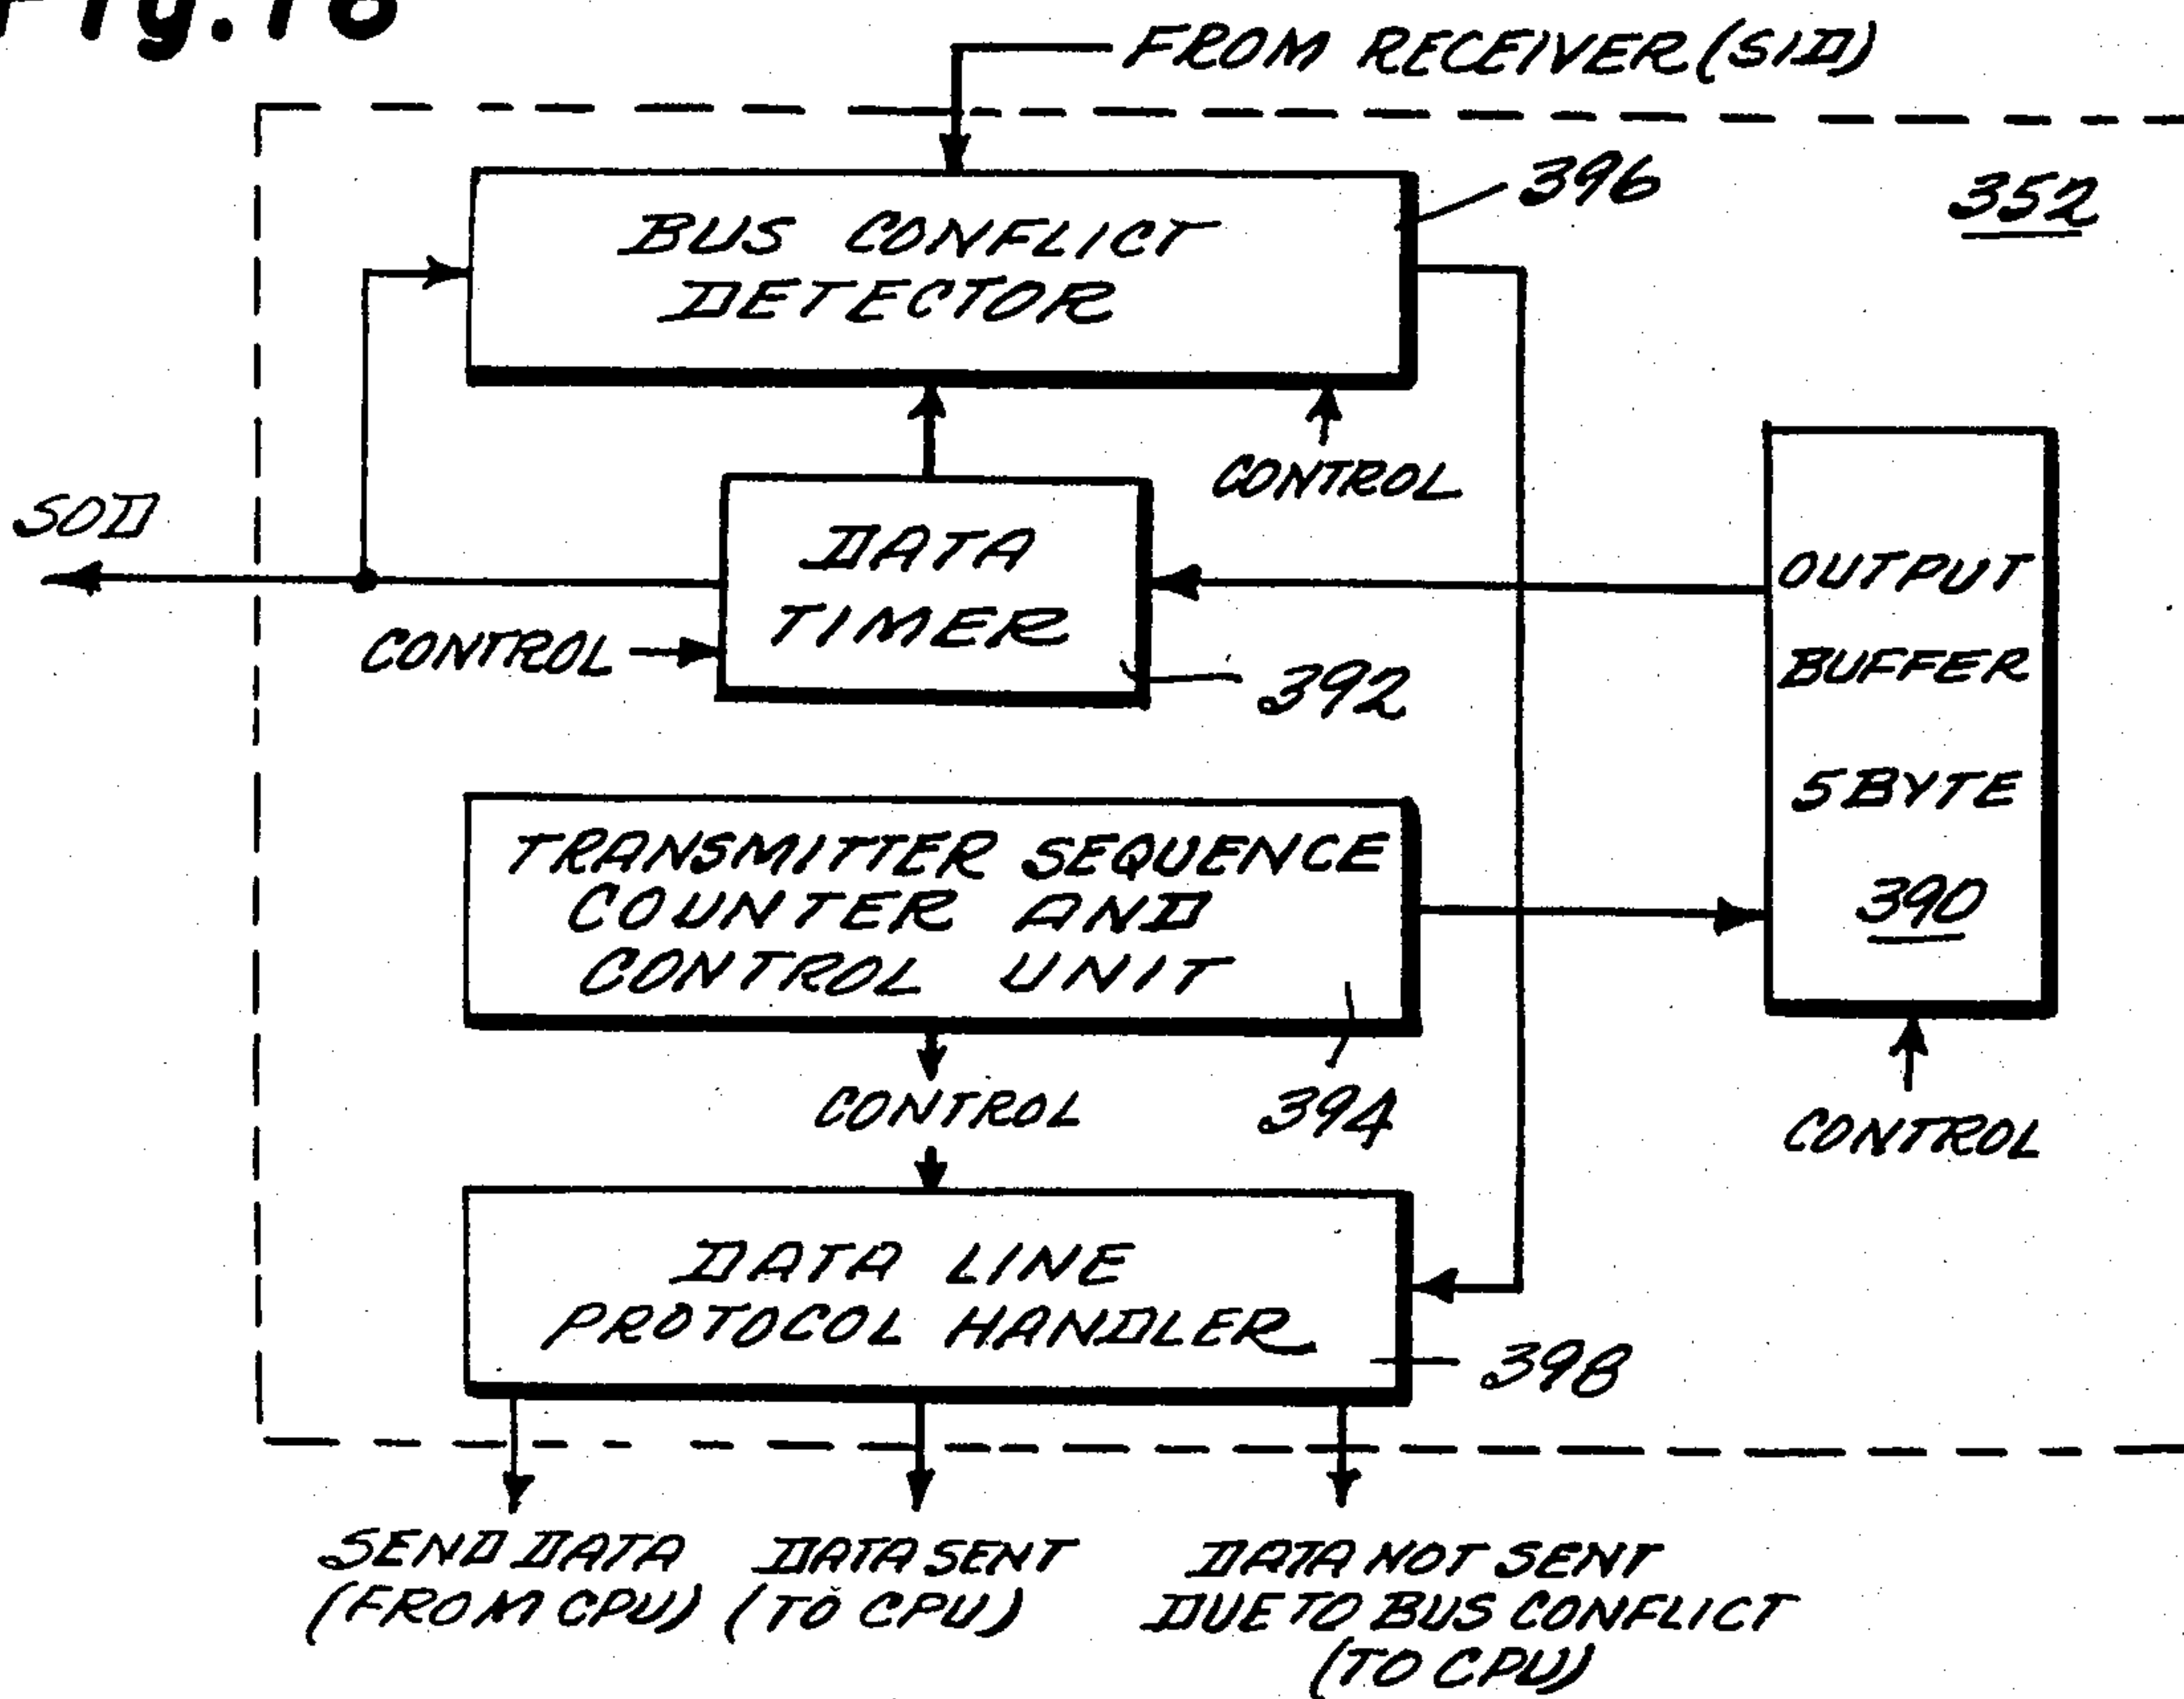 Fig.18
FROM RECEIVER (SID)
396
352
BUS CONFLICT
DETECTOR
CONTROL
SOD
DATA
TIMER
CONTROL
392
OUTPUT
BUFFER
5 BYTE
390
TRANSMITTER SEQUENCE
COUNTER AND
CONTROL UNIT
CONTROL
394
CONTROL
DATA LINE
PROTOCOL HANDLER
398
SEND DATA
(FROM CPU)
DATA SENT
(TO CPU)
DATA NOT SENT
DUE TO BUS CONFLICT
(TO CPU)